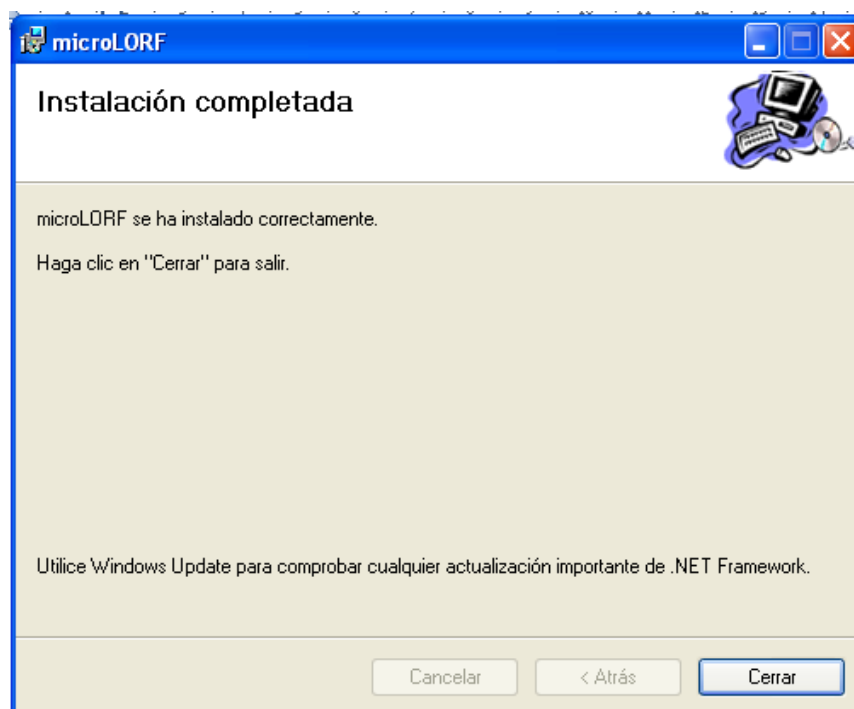 microLORF
Instalación completada
microLORF se ha instalado correctamente.
Haga clic en "Cerrar" para salir.
Utilice Windows Update para comprobar cualquier actualización importante de .NET Framework.
Cancelar
< Atrás
Cerrar